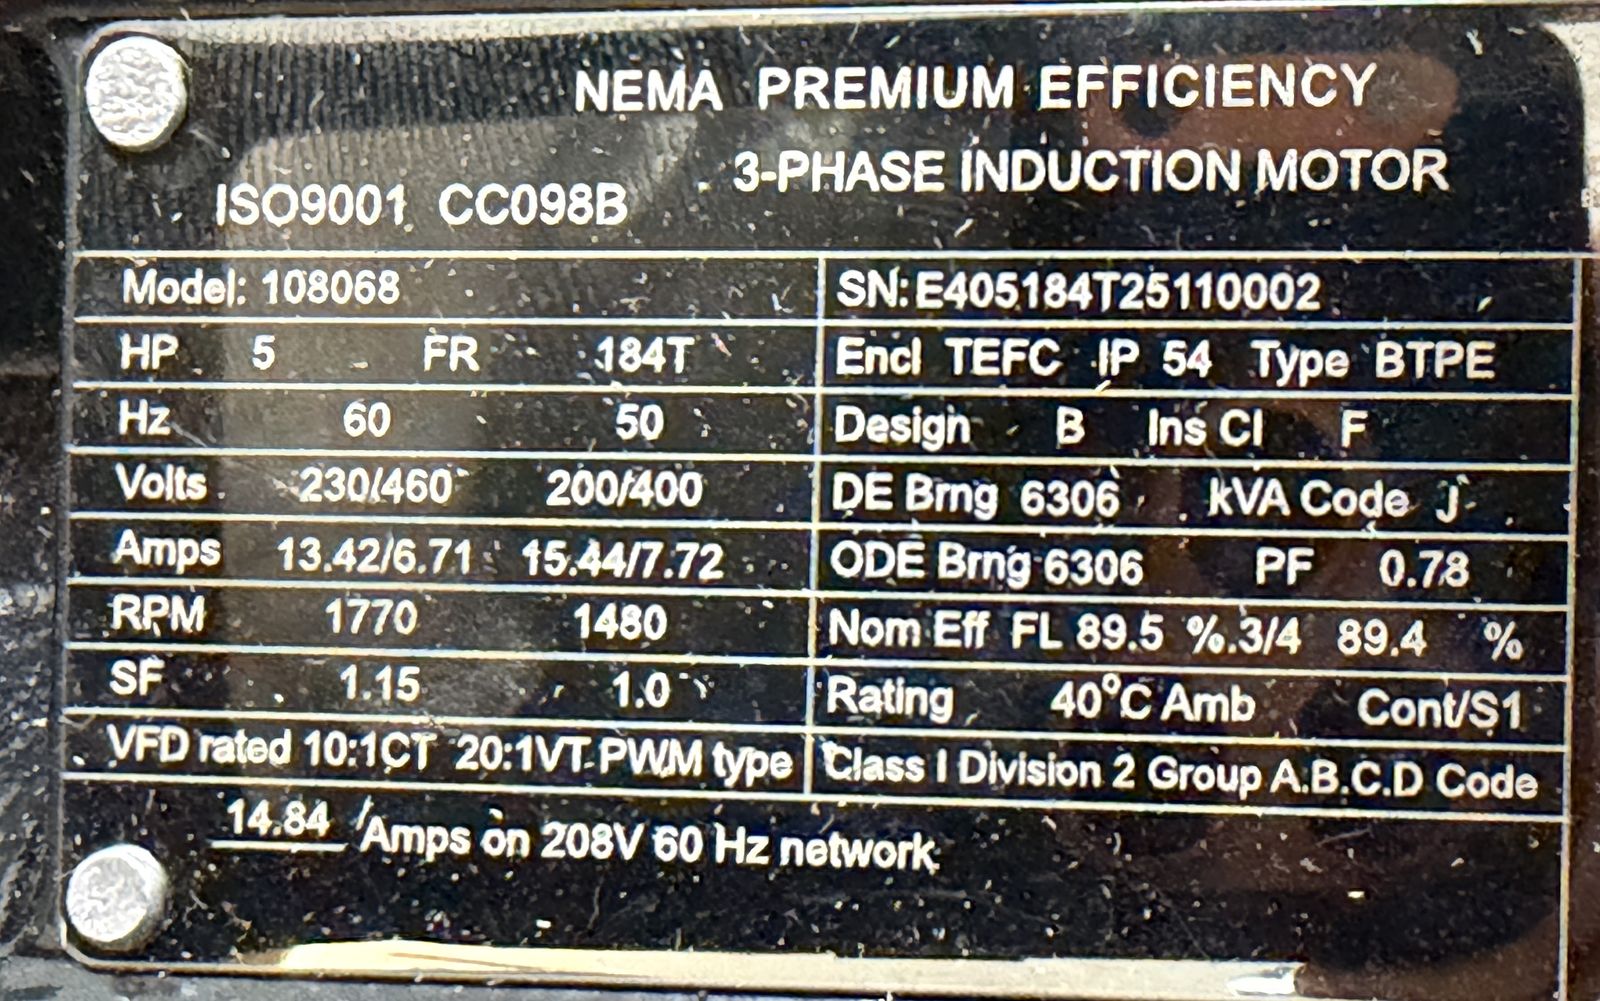 NEMA PREMIUM EFFICIENCY
3-PHASE INDUCTION MOTOR
ISO9001 CC098B
Model: 108068 SN:E405184T25110002
HP 5 FR 184T Encl TEFC IP 54 Type BTPE
Hz 60 50 Design B Ins Cl F
Volts 230/460 200/400 DE Brng 6306 kVA Code J
Amps 13.42/6.71 15.44/7.72 ODE Brng 6306 PF 0.78
RPM 1770 1480 Nom Eff FL 89.5 %.3/4 89.4 %
SF 1.15 1.0 Rating 40°C Amb Cont/S1
VFD rated 10:1CT 20:1VT PWM type Class I Division 2 Group A.B.C.D Code
14.84 Amps on 208V 60 Hz network